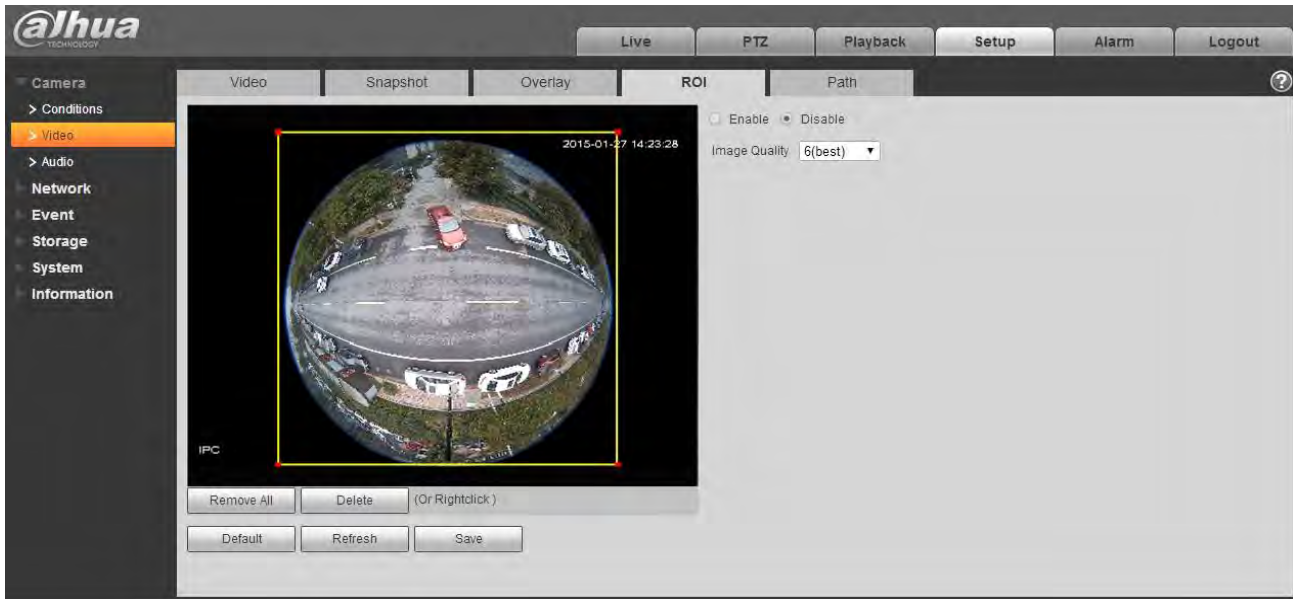 alhua
TECHNOLOGY
Live PTZ Playback Setup Alarm Logout
Camera
> Conditions
> Video
> Audio
Network
Event
Storage
System
Information
Video Snapshot Overlay ROI Path
?
2015-01-27 14:23:28
IPC
Enable Disable
Image Quality 6(best)
Remove All Delete (Or Rightclick )
Default Refresh Save